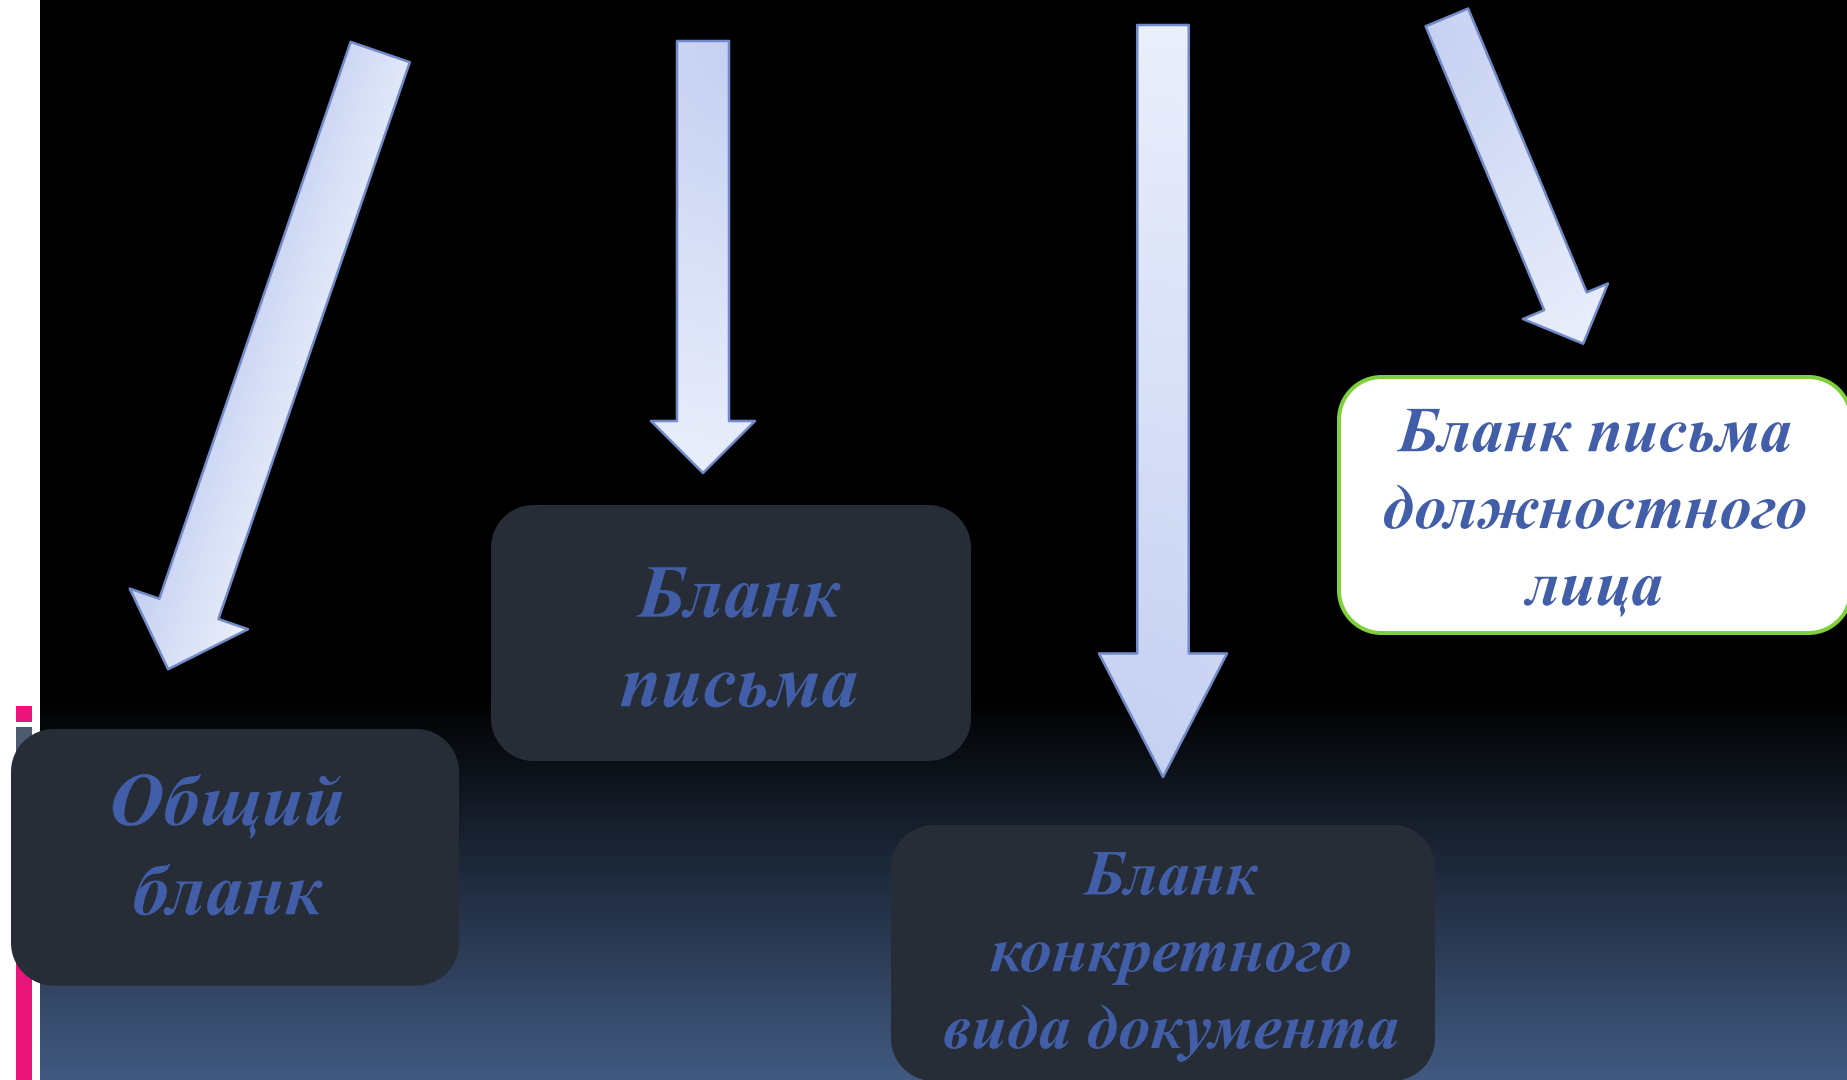 Общий
бланк
Бланк
письма
Бланк
конкретного
вида документа
Бланк письма
должностного
лица